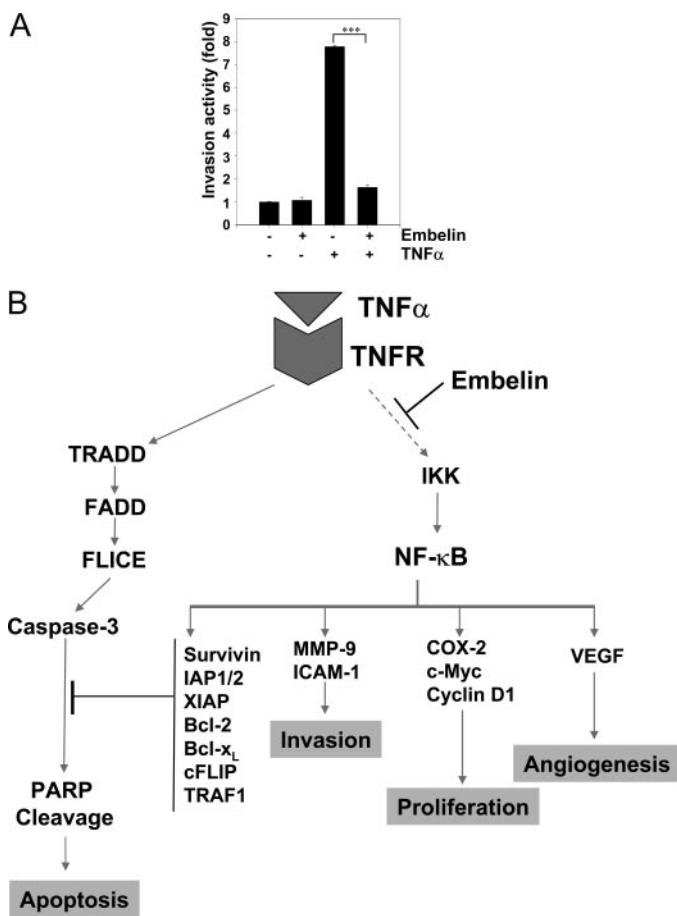 A
Invasion activity (fold)
9
8
7
6
5
4
3
2
1
0
***
- + - + Embelin
- - + + TNFα
B
TNFα
TNFR
Embelin
TRADD
FADD
FLICE
Caspase-3
IKK
NF-κB
Survivin
IAP1/2
XIAP
Bcl-2
Bcl-xL
cFLIP
TRAF1
MMP-9
ICAM-1
Invasion
COX-2
c-Myc
Cyclin D1
Proliferation
VEGF
Angiogenesis
PARP
Cleavage
Apoptosis